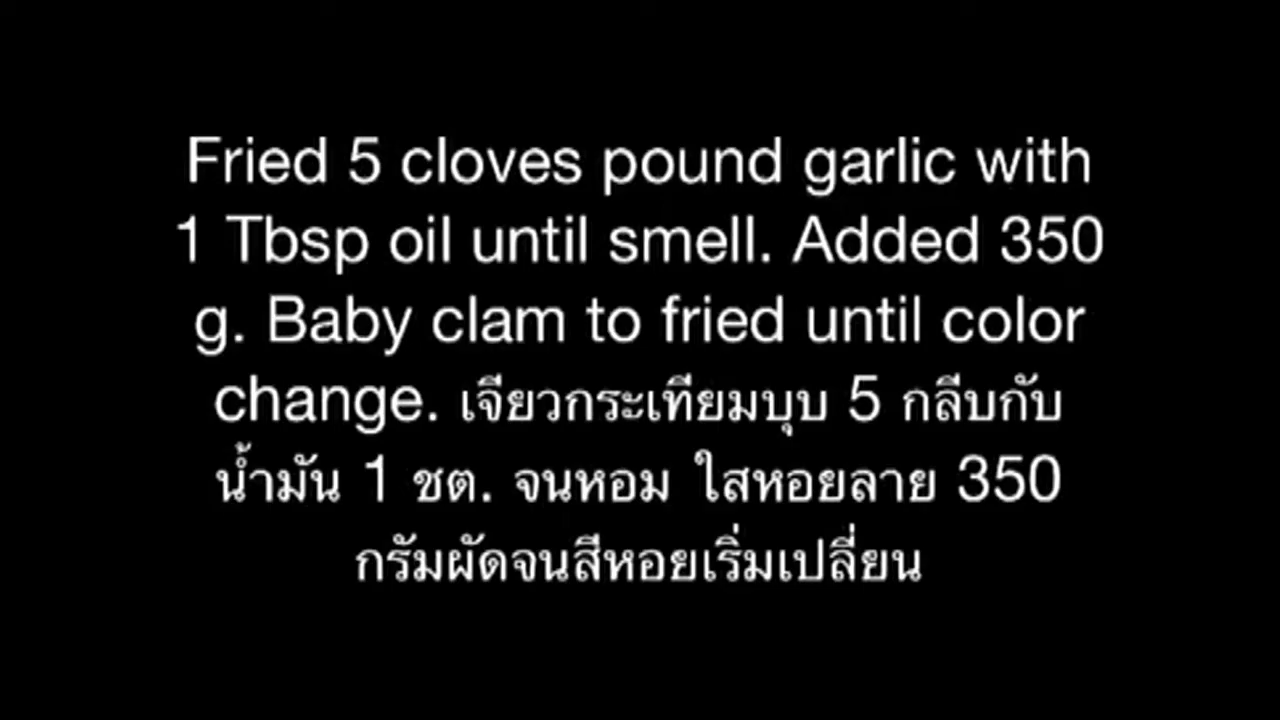 Fried 5 cloves pound garlic with
1 Tbsp oil until smell. Added 350
g. Baby clam to fried until color
change. เจียวกระเทียมบุบ 5 กลีบกับ
น้ำมัน 1 ชต. จนหอม ใสหอยลาย 350
กรัมผัดจนสีหอยเริ่มเปลี่ยน